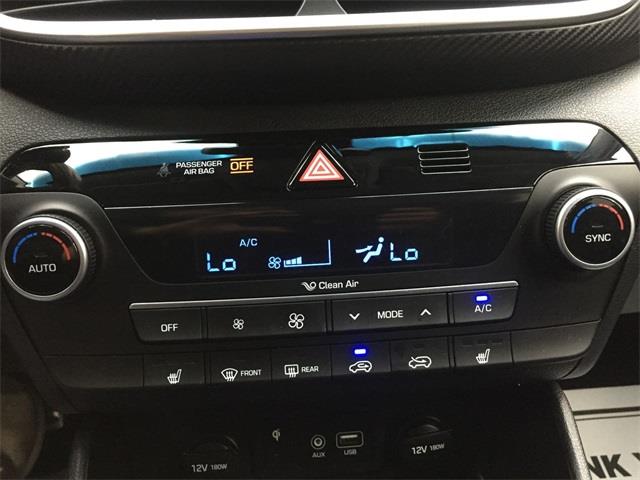 PASSENGER
AIR BAG OFF
A/C
Lo Lo
AUTO
SYNC
Clean Air
OFF MODE A/C
FRONT REAR
12V 180W AUX USB 12V 180W